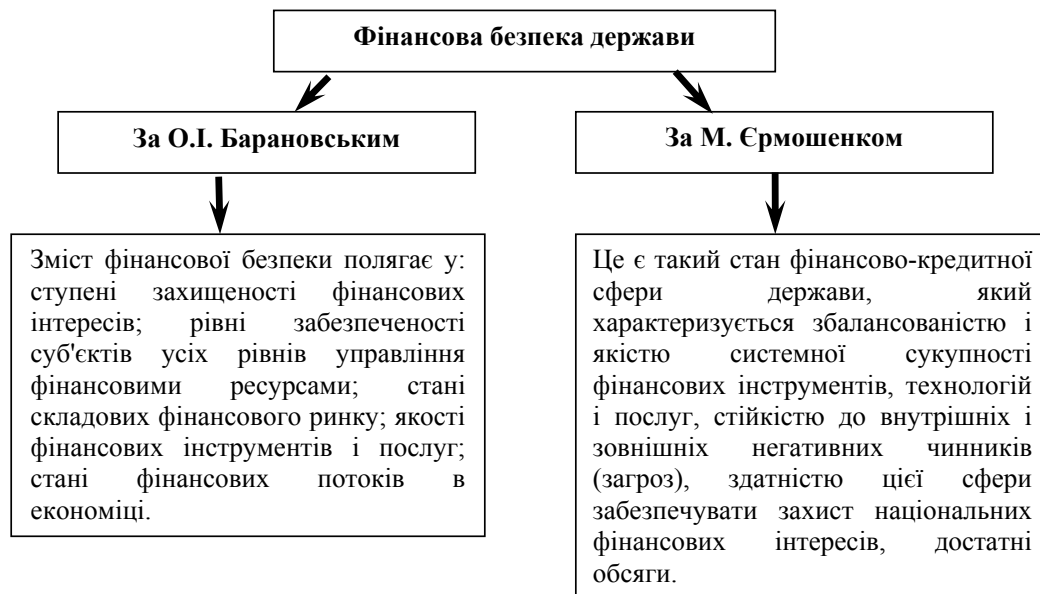 Фінансова безпека держави
За О.І. Барановським
За М. Єрмошенком
Зміст фінансової безпеки полягає у:
ступені захищеності фінансових
інтересів; рівні забезпеченості
суб'єктів усіх рівнів управління
фінансовими ресурсами; стані
складових фінансового ринку; якості
фінансових інструментів і послуг;
стані фінансових потоків в
економіці.
Це є такий стан фінансово-кредитної
сфери держави, який
характеризується збалансованістю і
якістю системної сукупності
фінансових інструментів, технологій
і послуг, стійкістю до внутрішніх і
зовнішніх негативних чинників
(загроз), здатністю цієї сфери
забезпечувати захист національних
фінансових інтересів, достатні
обсяги.